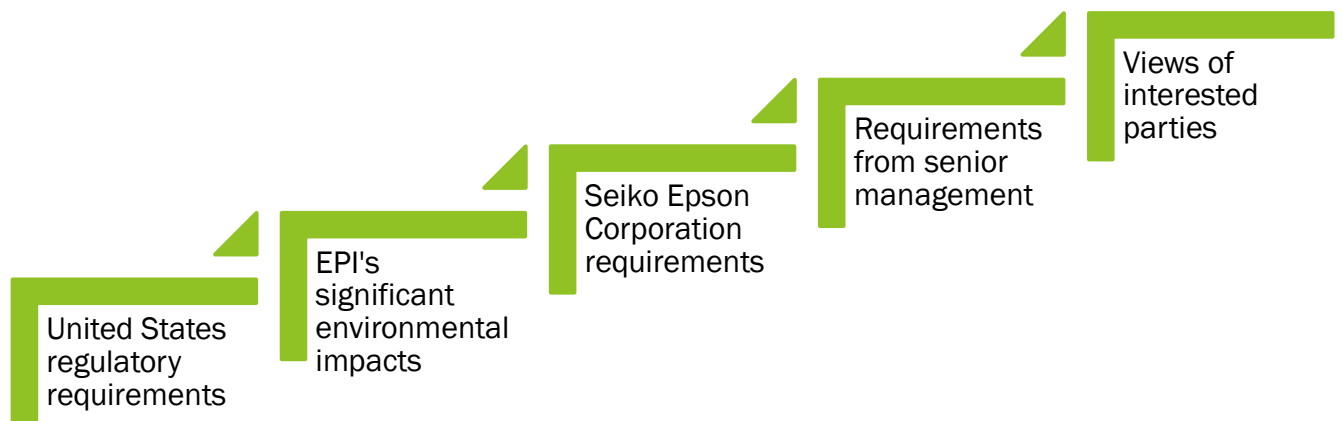 United States
regulatory
requirements
EPI's
significant
environmental
impacts
Seiko Epson
Corporation
requirements
Requirements
from senior
management
Views of
interested
parties